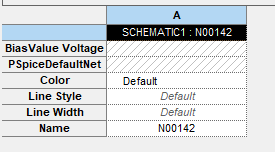 A
SCHEMATIC1 : N00142
BiasValue Voltage
PSpiceDefaultNet
Color Default
Line Style Default
Line Width Default
Name N00142